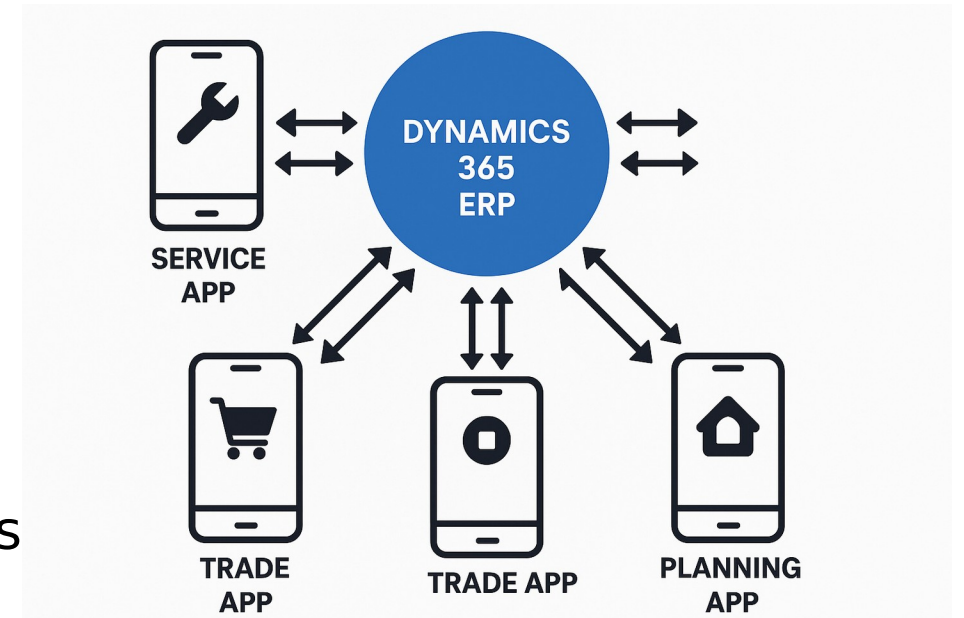 DYNAMICS
365
ERP
SERVICE
APP
s
TRADE
APP
TRADE APP
PLANNING
APP